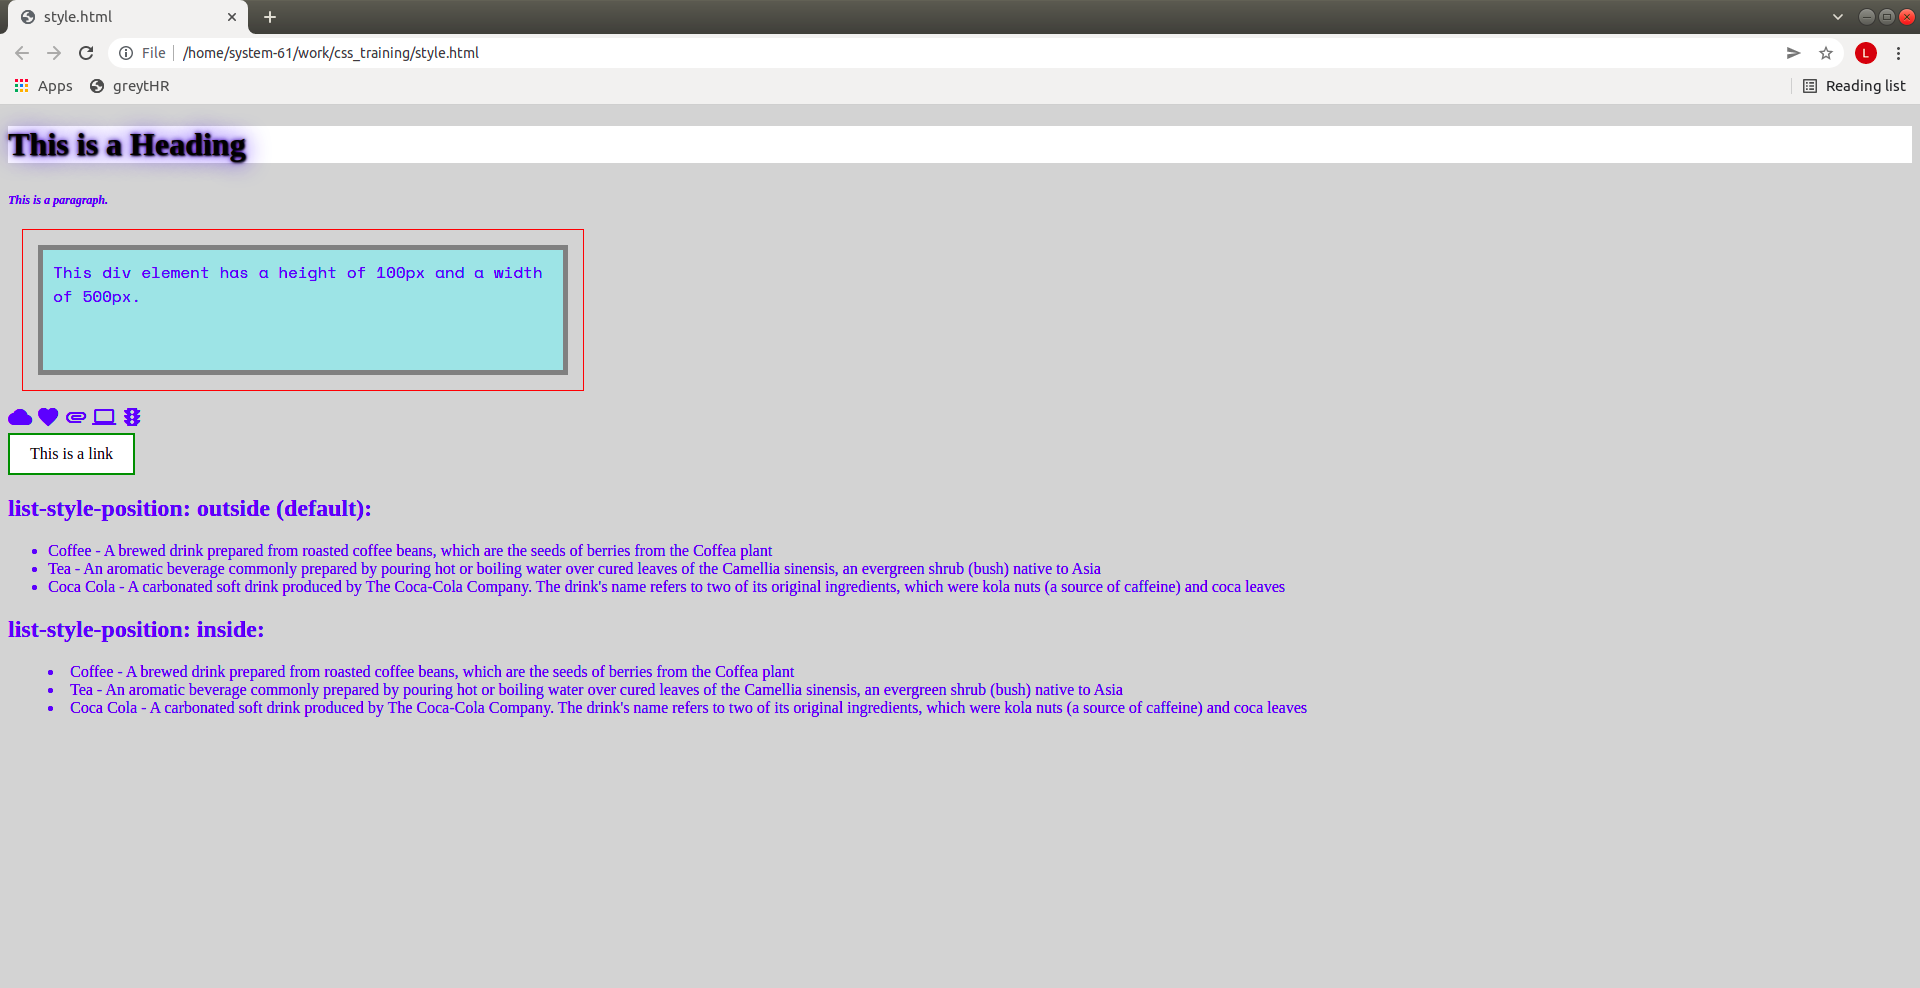 style.html
File
/home/system-61/work/css_training/style.html
L
Apps
greytHR
Reading list
This is a Heading
This is a paragraph.
This div element has a height of 100px and a width
of 500px.
This is a link
list-style-position: outside (default):
• Coffee - A brewed drink prepared from roasted coffee beans, which are the seeds of berries from the Coffea plant
• Tea - An aromatic beverage commonly prepared by pouring hot or boiling water over cured leaves of the Camellia sinensis, an evergreen shrub (bush) native to Asia
• Coca Cola - A carbonated soft drink produced by The Coca-Cola Company. The drink's name refers to two of its original ingredients, which were kola nuts (a source of caffeine) and coca leaves
list-style-position: inside:
• Coffee - A brewed drink prepared from roasted coffee beans, which are the seeds of berries from the Coffea plant
• Tea - An aromatic beverage commonly prepared by pouring hot or boiling water over cured leaves of the Camellia sinensis, an evergreen shrub (bush) native to Asia
• Coca Cola - A carbonated soft drink produced by The Coca-Cola Company. The drink's name refers to two of its original ingredients, which were kola nuts (a source of caffeine) and coca leaves